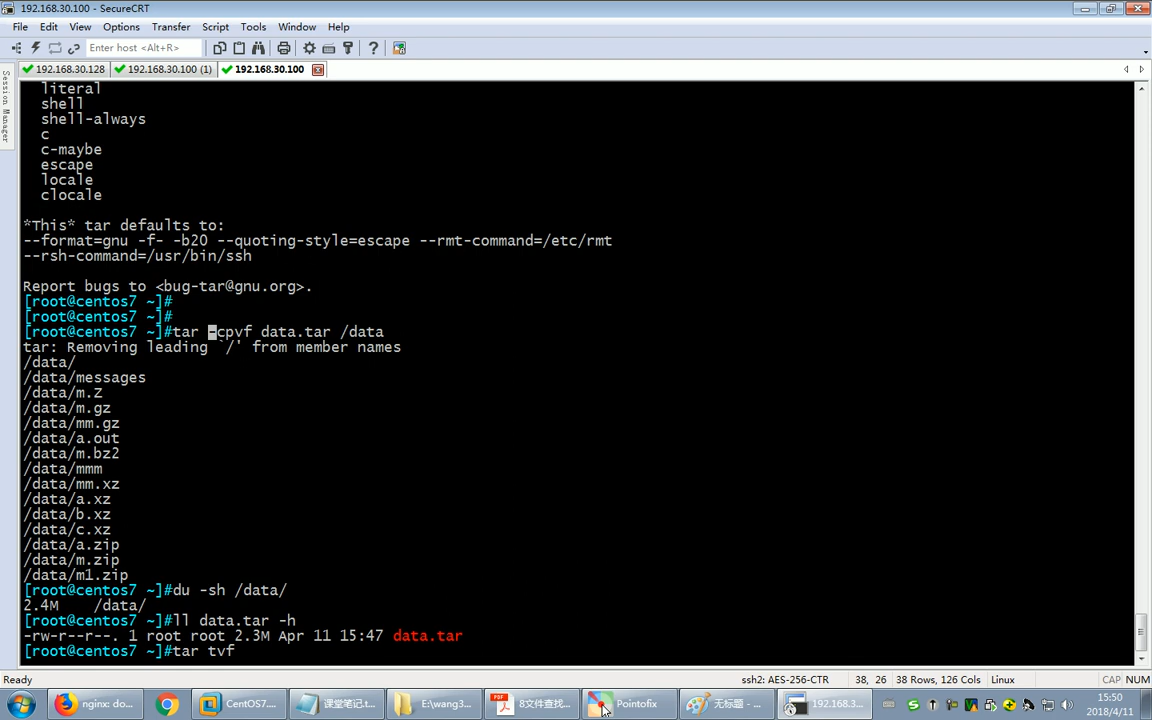 192.168.30.100 - SecureCRT
File Edit View Options Transfer Script Tools Window Help
Enter host <Alt+R>
192.168.30.128 192.168.30.100 (1) 192.168.30.100
Session Manager
literal
shell
shell-always
c
c-maybe
escape
locale
clocale
*This* tar defaults to:
--format=gnu -f- -b20 --quoting-style=escape --rmt-command=/etc/rmt
--rsh-command=/usr/bin/ssh
Report bugs to <bug-tar@gnu.org>.
[root@centos7 ~]#
[root@centos7 ~]#
[root@centos7 ~]#tar -cpvf data.tar /data
tar: Removing leading `/' from member names
/data/
/data/messages
/data/m.Z
/data/m.gz
/data/mm.gz
/data/a.out
/data/m.bz2
/data/mmm
/data/mm.xz
/data/a.xz
/data/b.xz
/data/c.xz
/data/a.zip
/data/m.zip
/data/m1.zip
[root@centos7 ~]#du -sh /data/
2.4M /data/
[root@centos7 ~]#ll data.tar -h
-rw-r--r--. 1 root root 2.3M Apr 11 15:47 data.tar
[root@centos7 ~]#tar tvf
Ready ssh2: AES-256-CTR 38, 26 38 Rows, 126 Cols Linux CAP NUM
nginx: do... CentOS7.... 课堂笔记.t... E:\wang3... 8文件查找... Pointofix 无标题 - ... 192.168.3... 15:50
2018/4/11